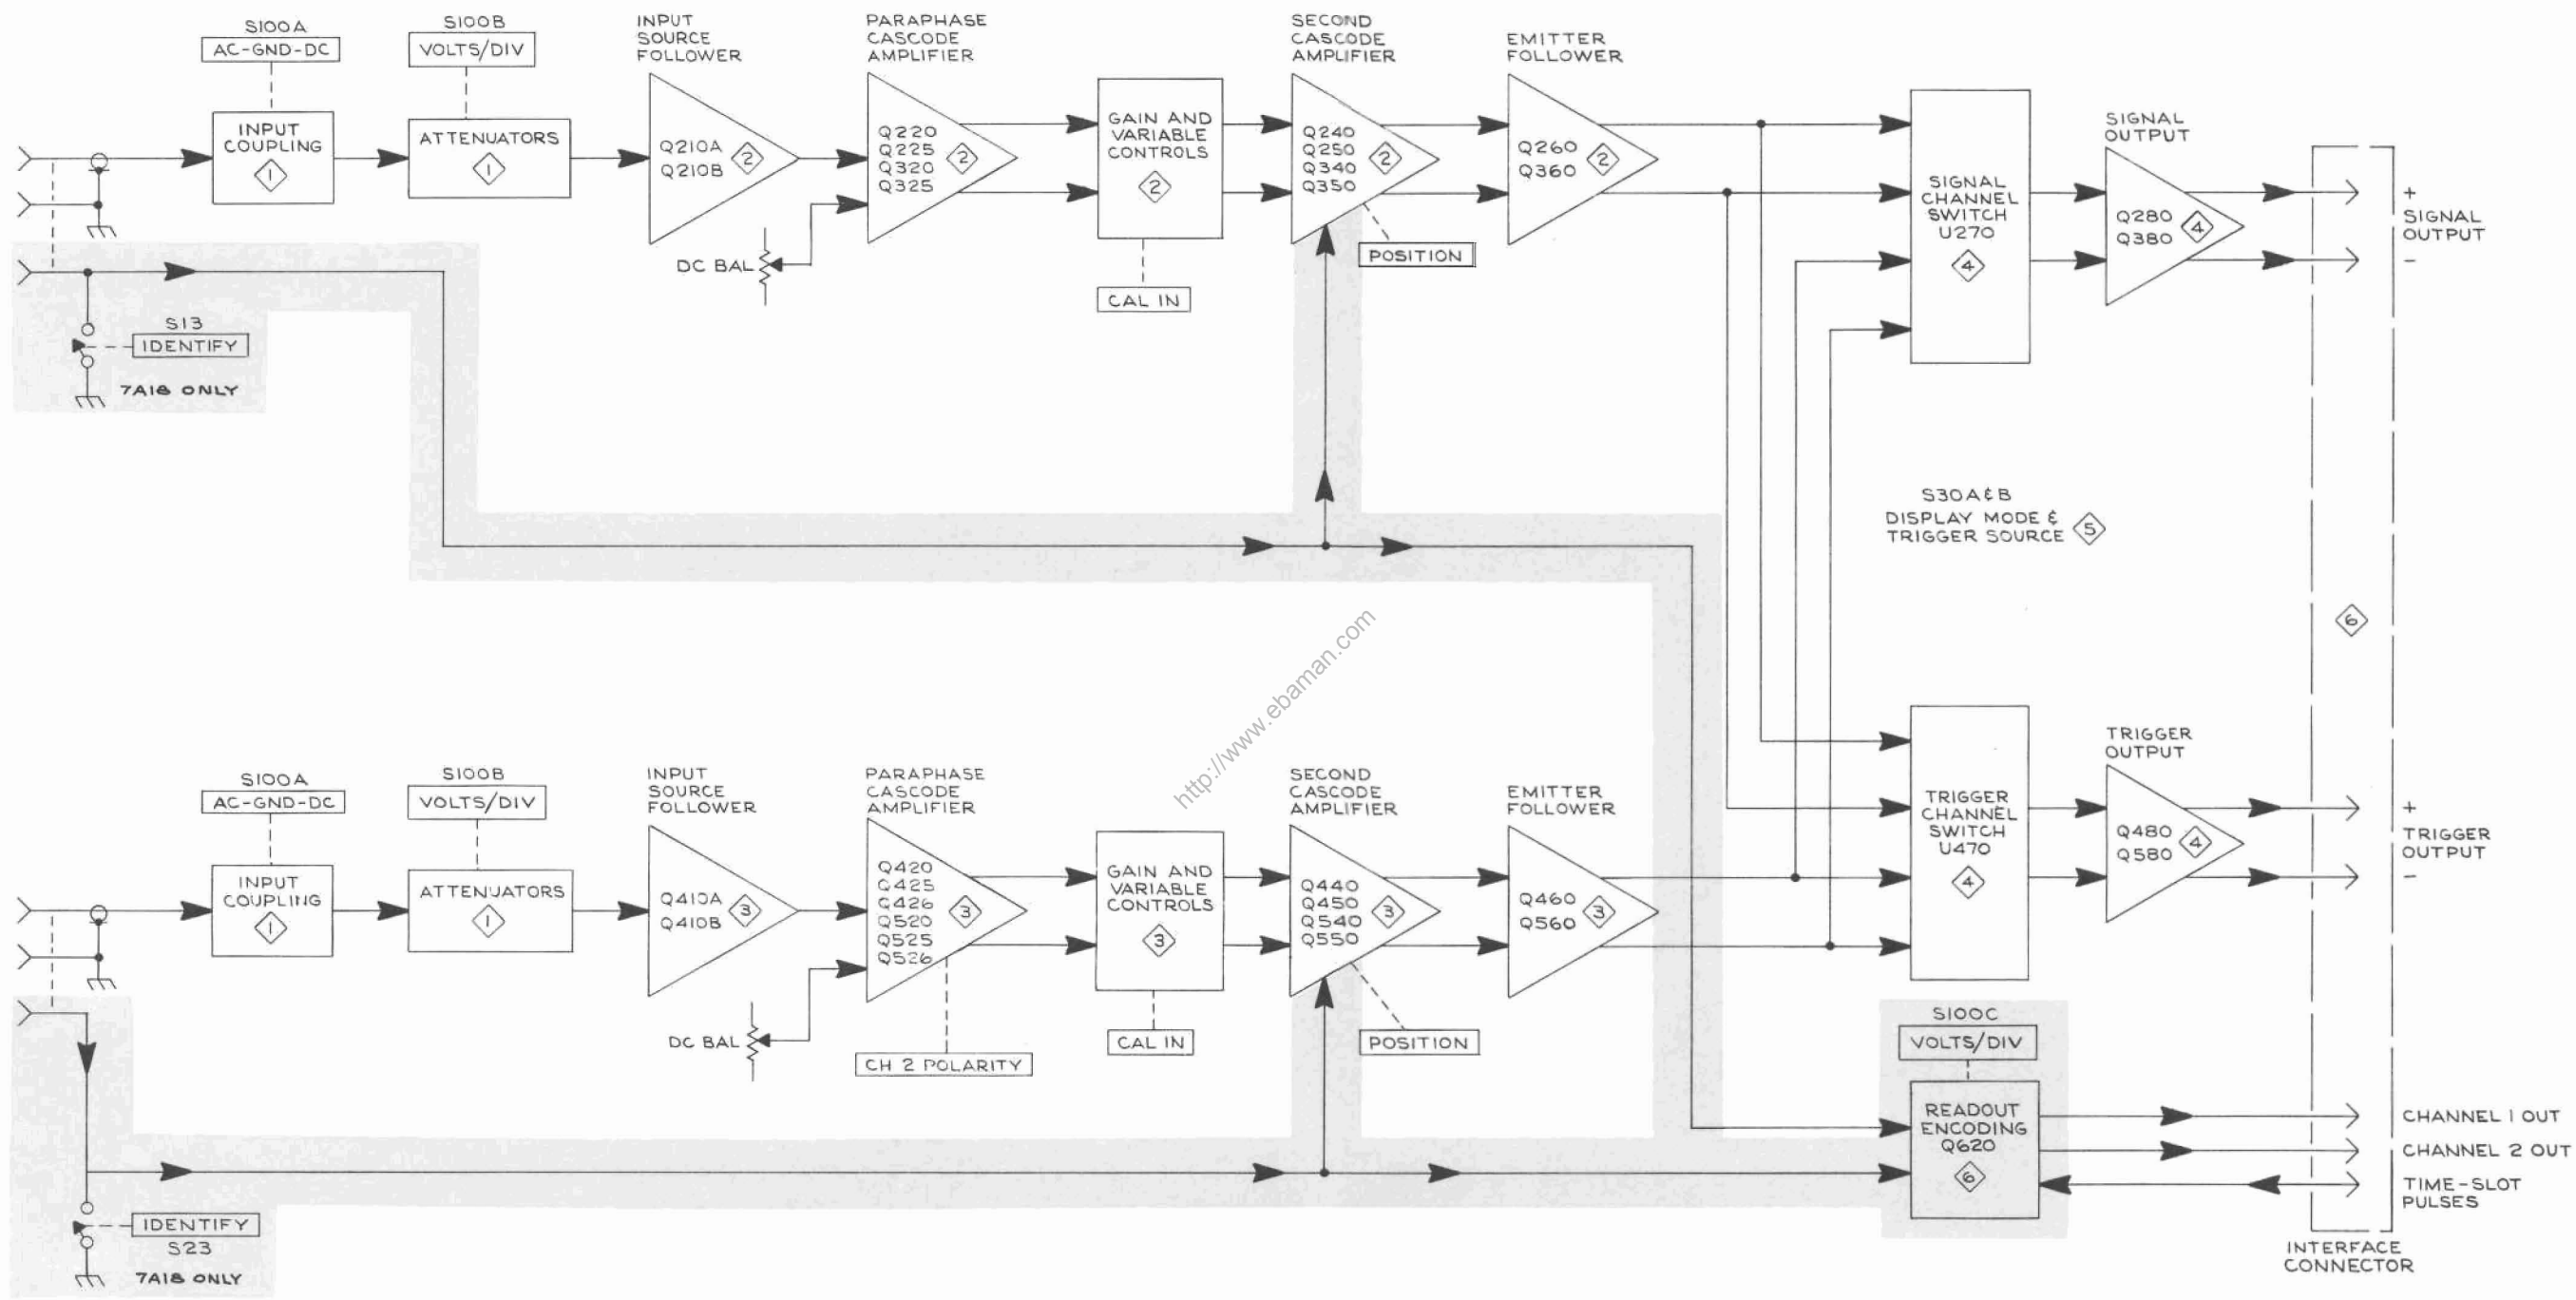 S100A
AC-GND-DC
INPUT
COUPLING
1
S100B
VOLTS/DIV
ATTENUATORS
1
INPUT
SOURCE
FOLLOWER
Q210A
Q210B
2
PARAPHASE
CASCODE
AMPLIFIER
Q220
Q225
Q320
Q325
2
DC BAL
GAIN AND
VARIABLE
CONTROLS
2
CAL IN
SECOND
CASCODE
AMPLIFIER
Q240
Q250
Q340
Q350
2
POSITION
EMITTER
FOLLOWER
Q260
Q360
2
SIGNAL
CHANNEL
SWITCH
U270
4
SIGNAL
OUTPUT
Q280
Q380
4
+
SIGNAL
OUTPUT
-
S13
IDENTIFY
7A18 ONLY
S30A&B
DISPLAY MODE &
TRIGGER SOURCE
5
6
http://www.ebaman.com
S100A
AC-GND-DC
INPUT
COUPLING
1
S100B
VOLTS/DIV
ATTENUATORS
1
INPUT
SOURCE
FOLLOWER
Q410A
Q410B
3
PARAPHASE
CASCODE
AMPLIFIER
Q420
Q425
Q426
Q520
Q525
Q526
3
DC BAL
CH 2 POLARITY
GAIN AND
VARIABLE
CONTROLS
3
CAL IN
SECOND
CASCODE
AMPLIFIER
Q440
Q450
Q540
Q550
3
POSITION
EMITTER
FOLLOWER
Q460
Q560
3
TRIGGER
CHANNEL
SWITCH
U470
4
TRIGGER
OUTPUT
Q480
Q580
4
+
TRIGGER
OUTPUT
-
S100C
VOLTS/DIV
READOUT
ENCODING
Q620
6
CHANNEL 1 OUT
CHANNEL 2 OUT
TIME-SLOT
PULSES
IDENTIFY
S23
7A18 ONLY
INTERFACE
CONNECTOR